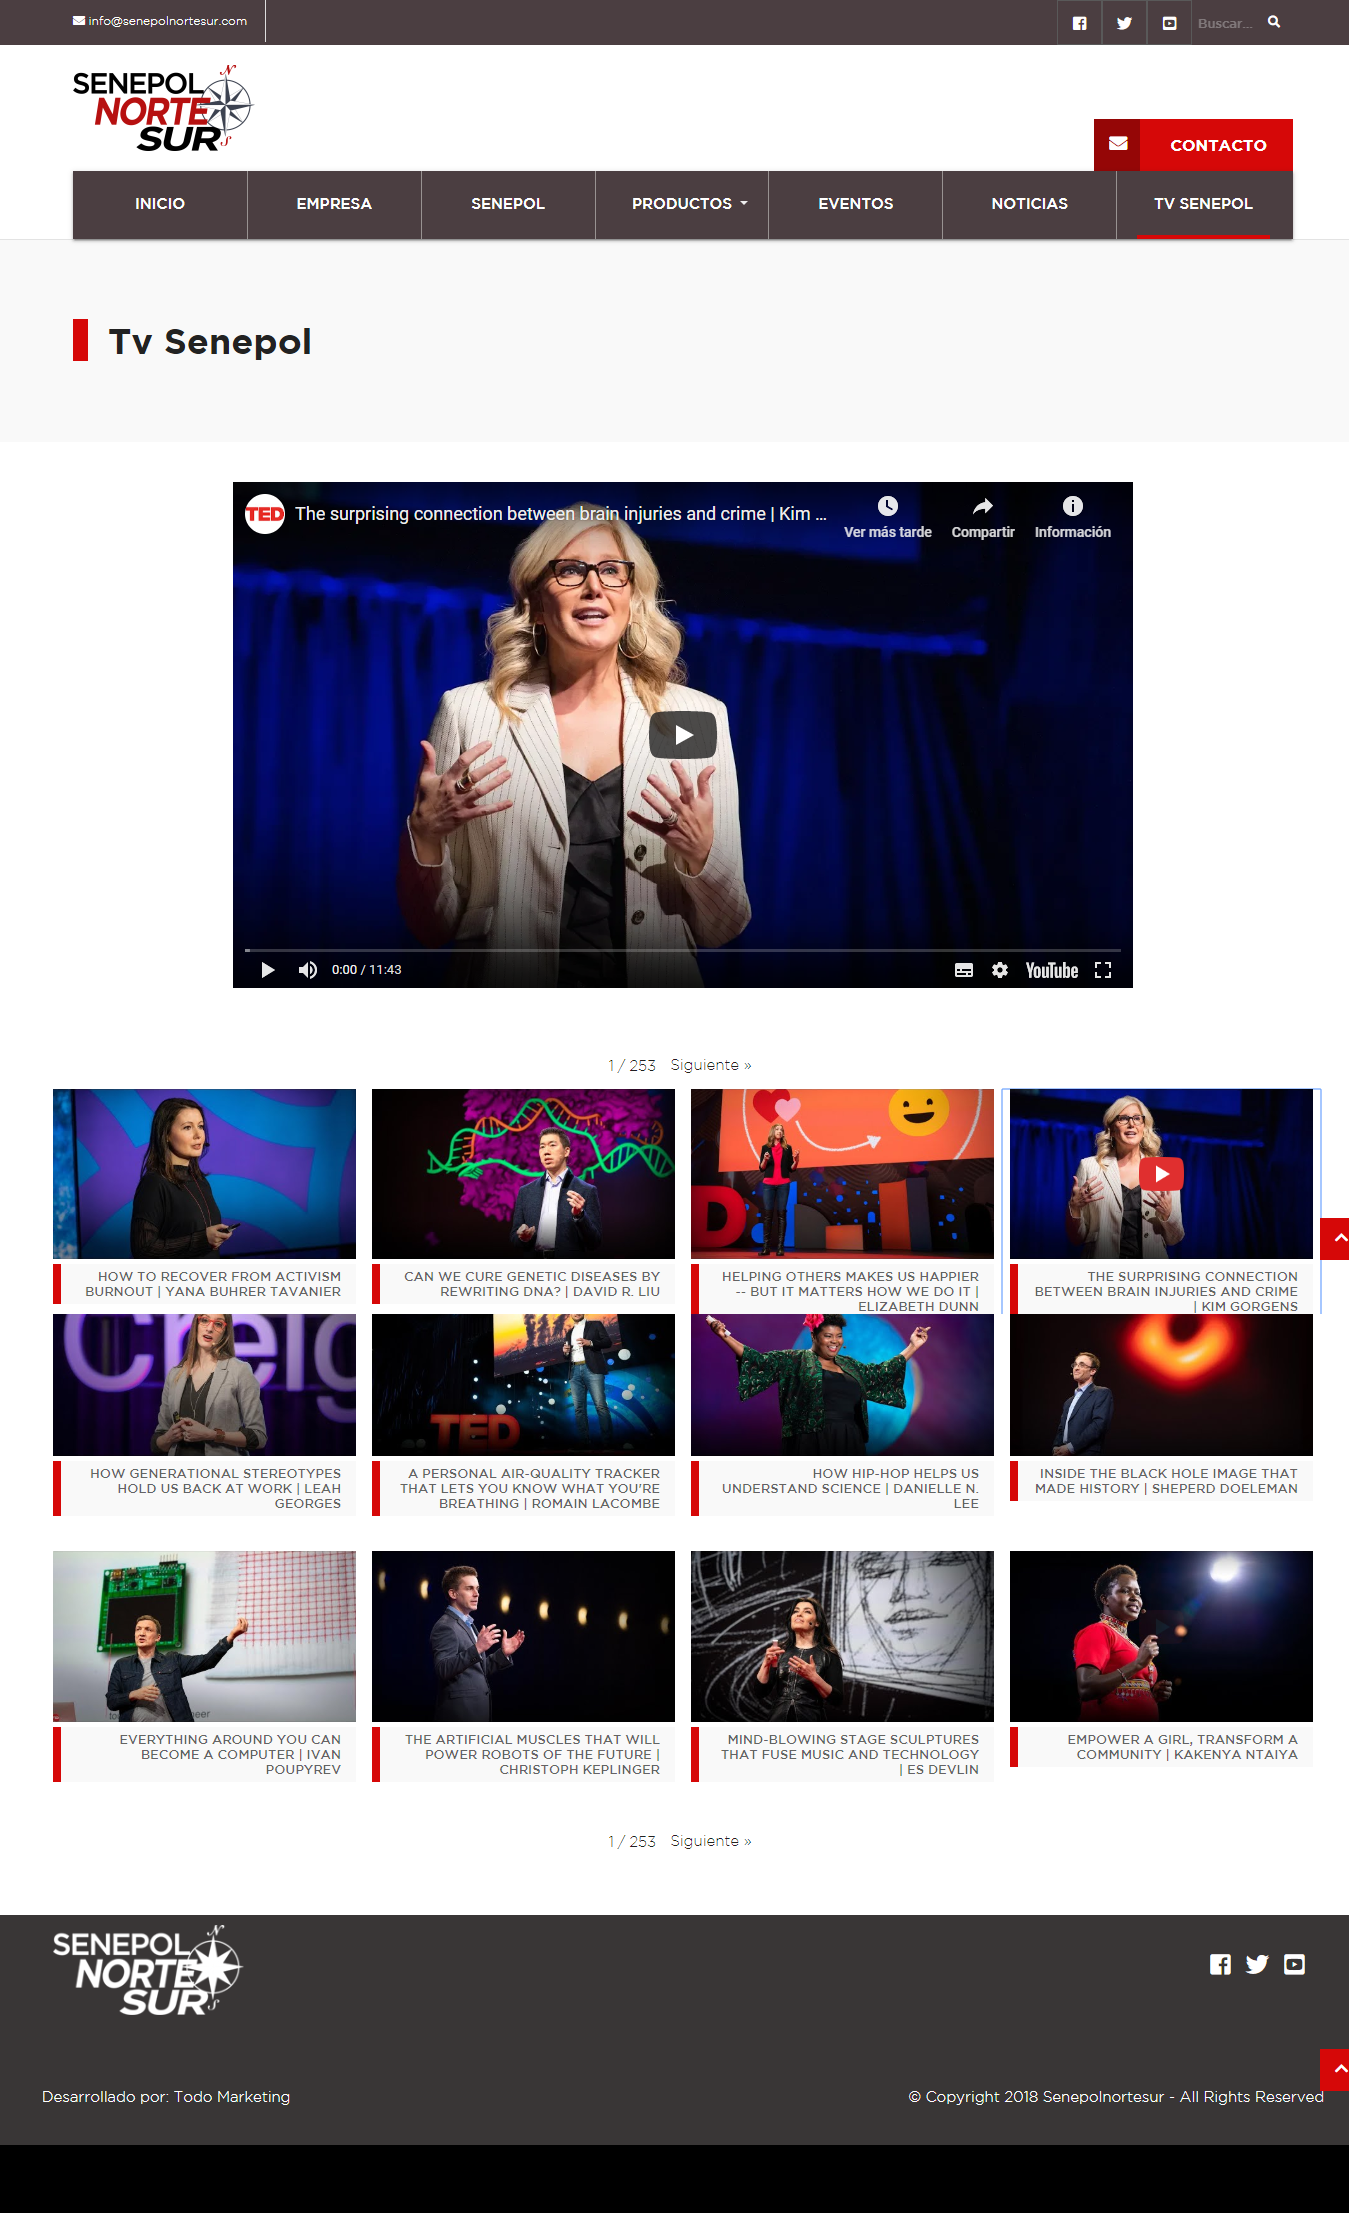 info@senepolnortesur.com
Buscar...
SENEPOL
NORTE
SUR
N
S
CONTACTO
INICIO
EMPRESA
SENEPOL
PRODUCTOS
EVENTOS
NOTICIAS
TV SENEPOL
Tv Senepol
TED
The surprising connection between brain injuries and crime | Kim ...
Ver más tarde
Compartir
Información
0:00 / 11:43
YouTube
1 / 253 Siguiente »
HOW TO RECOVER FROM ACTIVISM
BURNOUT | YANA BUHRER TAVANIER
CAN WE CURE GENETIC DISEASES BY
REWRITING DNA? | DAVID R. LIU
HELPING OTHERS MAKES US HAPPIER
-- BUT IT MATTERS HOW WE DO IT |
ELIZABETH DUNN
THE SURPRISING CONNECTION
BETWEEN BRAIN INJURIES AND CRIME
| KIM GORGENS
Creig
TED
HOW GENERATIONAL STEREOTYPES
HOLD US BACK AT WORK | LEAH
GEORGES
A PERSONAL AIR-QUALITY TRACKER
THAT LETS YOU KNOW WHAT YOU'RE
BREATHING | ROMAIN LACOMBE
HOW HIP-HOP HELPS US
UNDERSTAND SCIENCE | DANIELLE N.
LEE
INSIDE THE BLACK HOLE IMAGE THAT
MADE HISTORY | SHEPERD DOELEMAN
EVERYTHING AROUND YOU CAN
BECOME A COMPUTER | IVAN
POUPYREV
THE ARTIFICIAL MUSCLES THAT WILL
POWER ROBOTS OF THE FUTURE |
CHRISTOPH KEPLINGER
MIND-BLOWING STAGE SCULPTURES
THAT FUSE MUSIC AND TECHNOLOGY
| ES DEVLIN
EMPOWER A GIRL, TRANSFORM A
COMMUNITY | KAKENYA NTAIYA
1 / 253 Siguiente »
SENEPOL
NORTE
SUR
N
S
Desarrollado por: Todo Marketing
© Copyright 2018 Senepolnortesur - All Rights Reserved